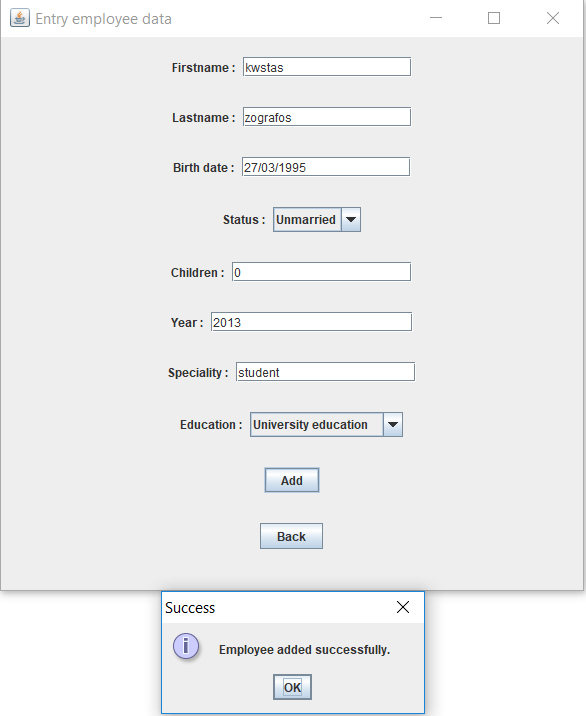 Entry employee data
Firstname : kwstas
Lastname : zografos
Birth date : 27/03/1995
Status : Unmarried
Children : 0
Year : 2013
Speciality : student
Education : University education
Add
Back
Success
i
Employee added successfully.
OK